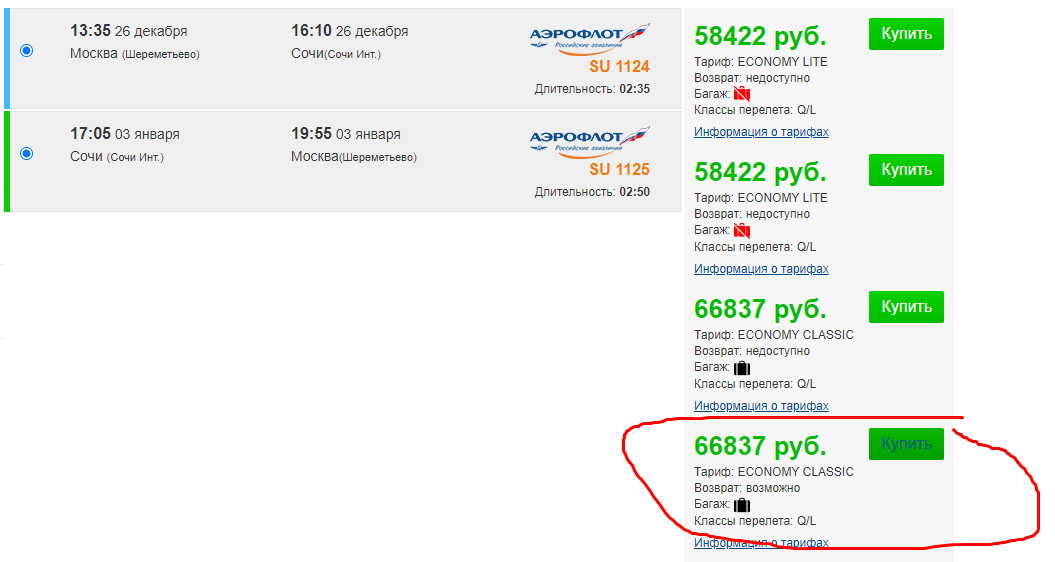 13:35 26 декабря
16:10 26 декабря
АЭРОФЛОТ
Российские авиалинии
Москва (Шереметьево)
Сочи(Сочи Инт.)
SU 1124
Длительность: 02:35
17:05 03 января
19:55 03 января
АЭРОФЛОТ
Российские авиалинии
Сочи (Сочи Инт.)
Москва(Шереметьево)
SU 1125
Длительность: 02:50
58422 руб.
Купить
Тариф: ECONOMY LITE
Возврат: недоступно
Багаж:
Классы перелета: Q/L
Информация о тарифах
58422 руб.
Купить
Тариф: ECONOMY LITE
Возврат: недоступно
Багаж:
Классы перелета: Q/L
Информация о тарифах
66837 руб.
Купить
Тариф: ECONOMY CLASSIC
Возврат: недоступно
Багаж:
Классы перелета: Q/L
Информация о тарифах
66837 руб.
Купить
Тариф: ECONOMY CLASSIC
Возврат: возможно
Багаж:
Классы перелета: Q/L
Информация о тарифах